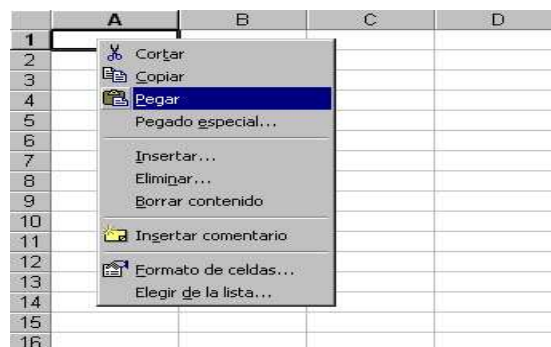 A B C D
1
2 Cortar
3 Copiar
4 Pegar
5 Pegado especial...
6
7 Insertar...
8 Eliminar...
9 Borrar contenido
10
11 Insertar comentario
12
13 Formato de celdas...
14 Elegir de la lista...
15
16